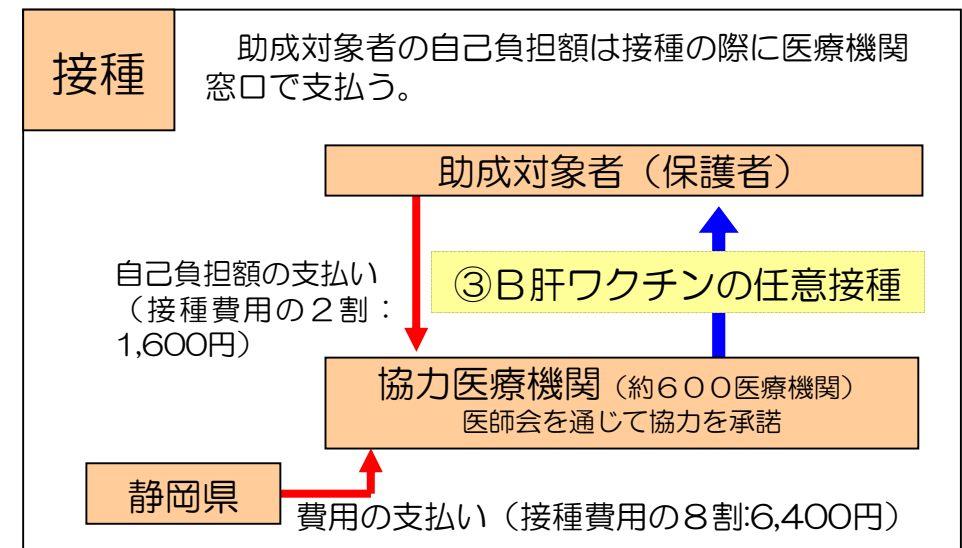 接種
助成対象者の自己負担額は接種の際に医療機関
窓口で支払う。
助成対象者（保護者）
自己負担額の支払い
（接種費用の２割：
1,600円）
③Ｂ肝ワクチンの任意接種
協力医療機関（約６００医療機関）
医師会を通じて協力を承諾
静岡県
費用の支払い（接種費用の８割:6,400円）